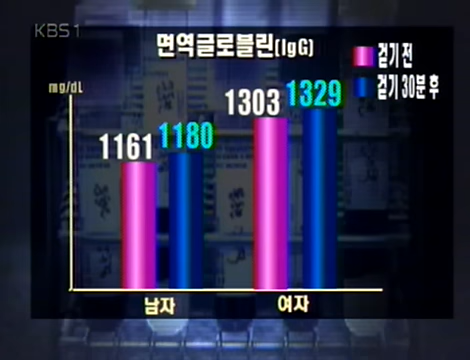 KBS1
면역글로블린(IgG)
걷기 전
걷기 30분 후
mg/dL
1161
1180
1303
1329
남자
여자